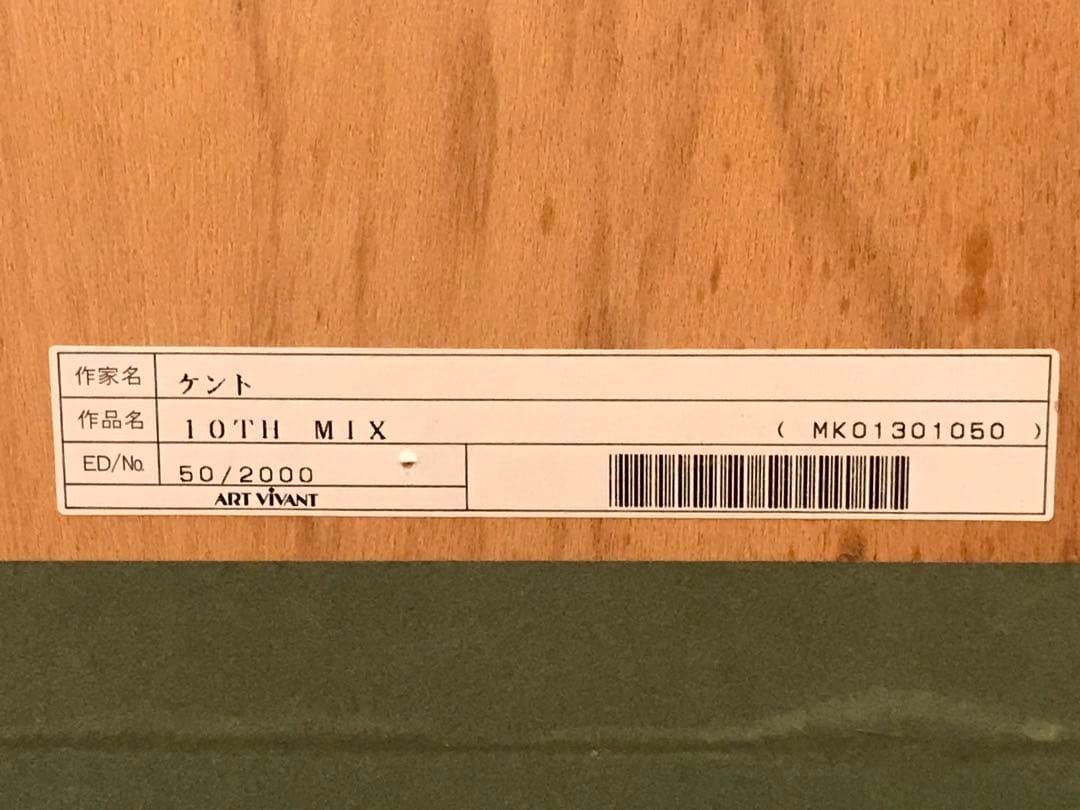 作家名 ケント
作品名 10TH MIX ( MK01301050 )
ED/No. 50/2000
ART ViVANT